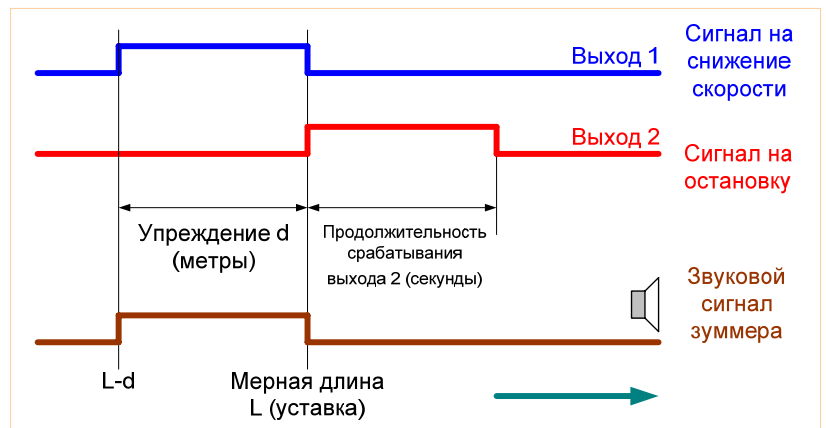 Выход 1
Сигнал на
снижение
скорости
Выход 2
Сигнал на
остановку
Упреждение d
(метры)
Продолжительность
срабатывания
выхода 2 (секунды)
Звуковой
сигнал
зуммера
L-d
Мерная длина
L (уставка)